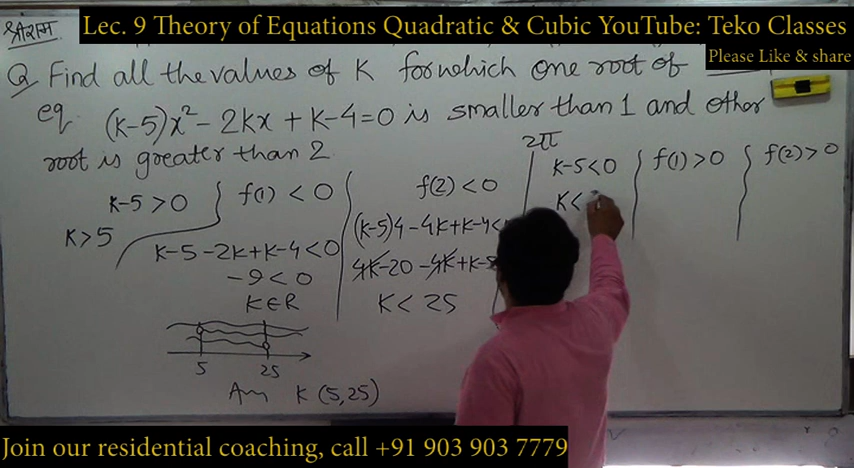 श्रीराम
Lec. 9 Theory of Equations Quadratic & Cubic YouTube: Teko Classes
Please Like & share
Q Find all the values of K for which one root of
eq (k-5)x² - 2kx + k-4=0 is smaller than 1 and other
root is greater than 2
k-5 > 0
K>5
f(1) < 0
k-5-2k+k-4<0
-9 < 0
K∈R
f(2) < 0
(k-5)4 - 4k+k-4<
4k-20 - 4k+k-
K < 25
5 25
Ans K (5,25)
k-5<0
K<
f(1)>0
f(2)>0
Join our residential coaching, call +91 903 903 7779